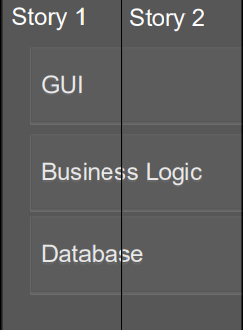 Story 1
Story 2
GUI
Business Logic
Database